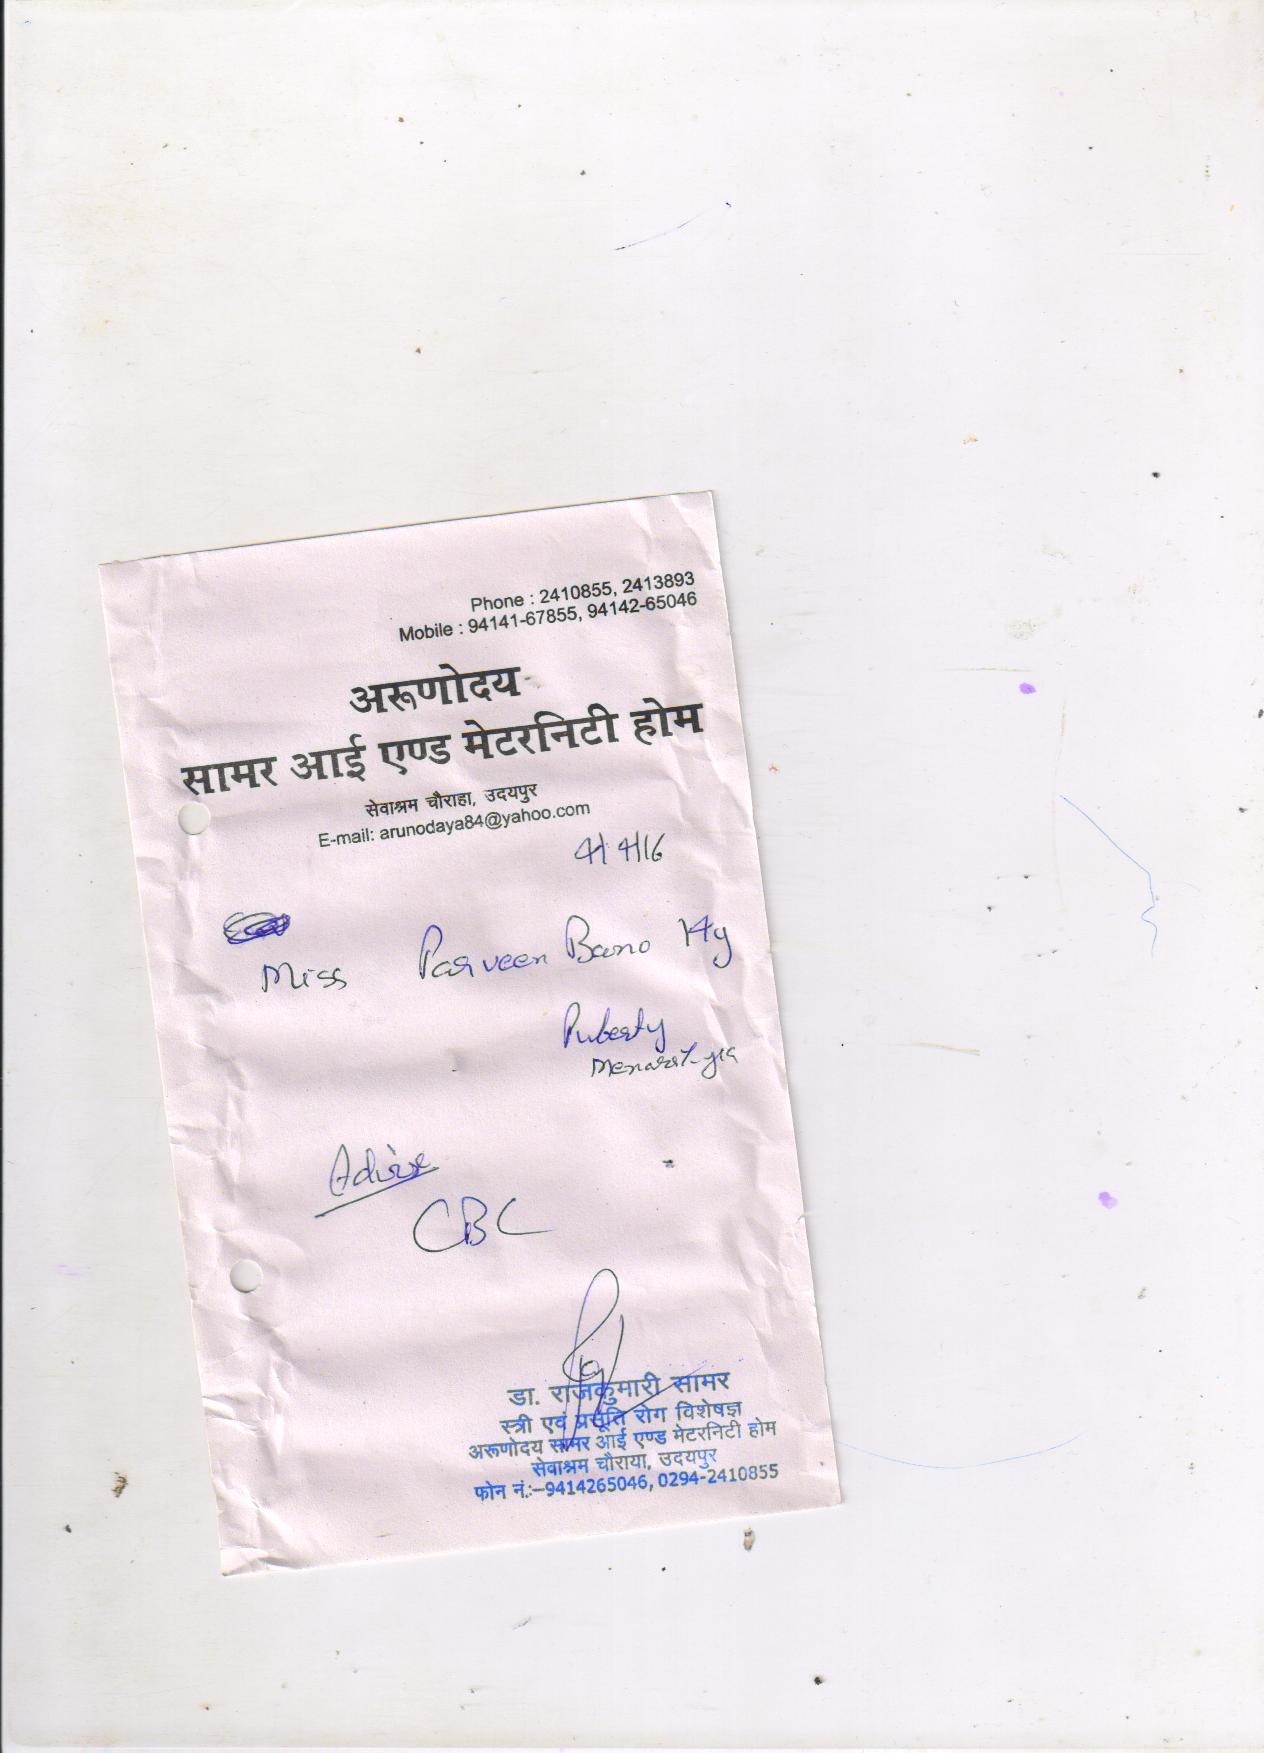 Phone : 2410855, 2413893
Mobile : 94141-67855, 94142-65046
अरूणोदय
सामर आई एण्ड मेटरनिटी होम
सेवाश्रम चौराहा, उदयपुर
E-mail: arunodaya84@yahoo.com
4/4/16
Miss Parveen Bano 14y
Puberty
Advise
CBC
डा. राजकुमारी सामर
स्त्री एवं प्रसूति रोग विशेषज्ञ
अरूणोदय सामर आई एण्ड मेटरनिटी होम
सेवाश्रम चौराया, उदयपुर
फोन नं.:–9414265046, 0294-2410855